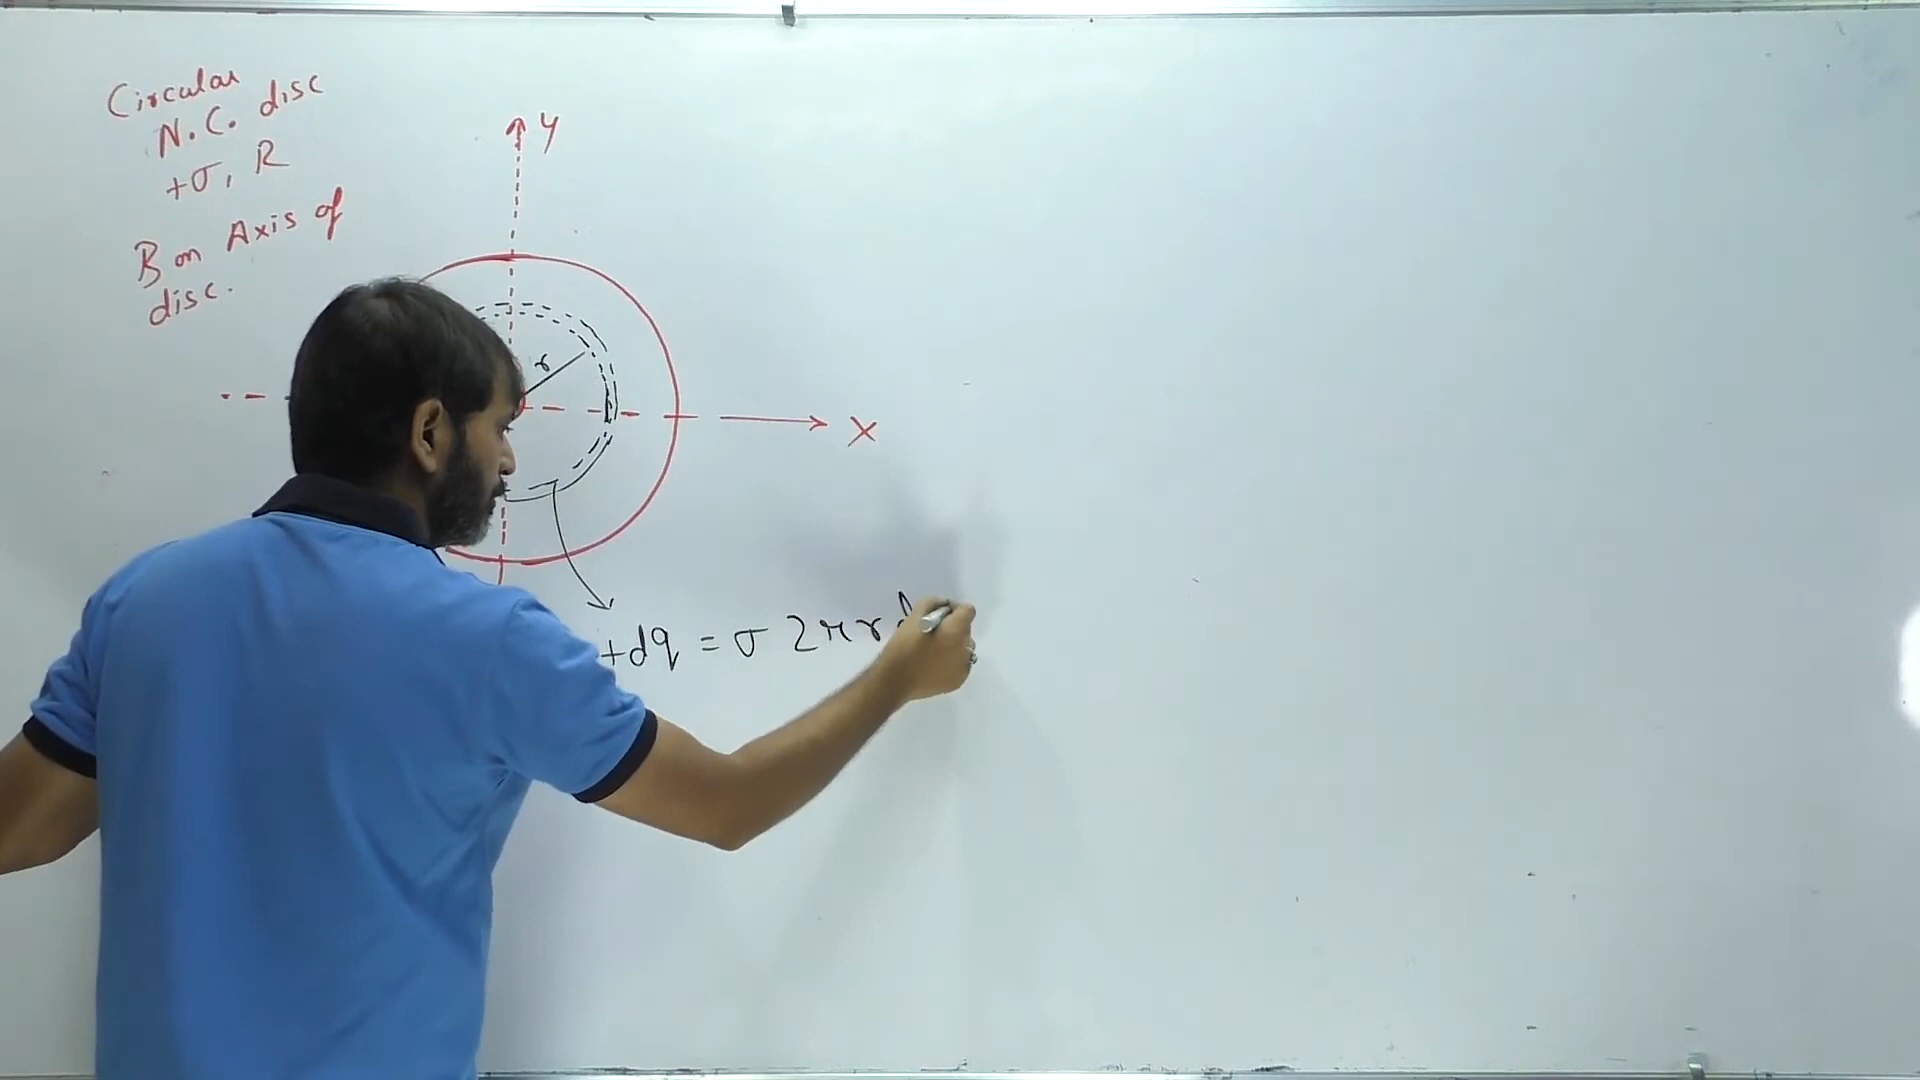 Circular
N.C. disc
+σ, R
B on Axis of
disc.
y
r
X
+dq = σ 2πr d